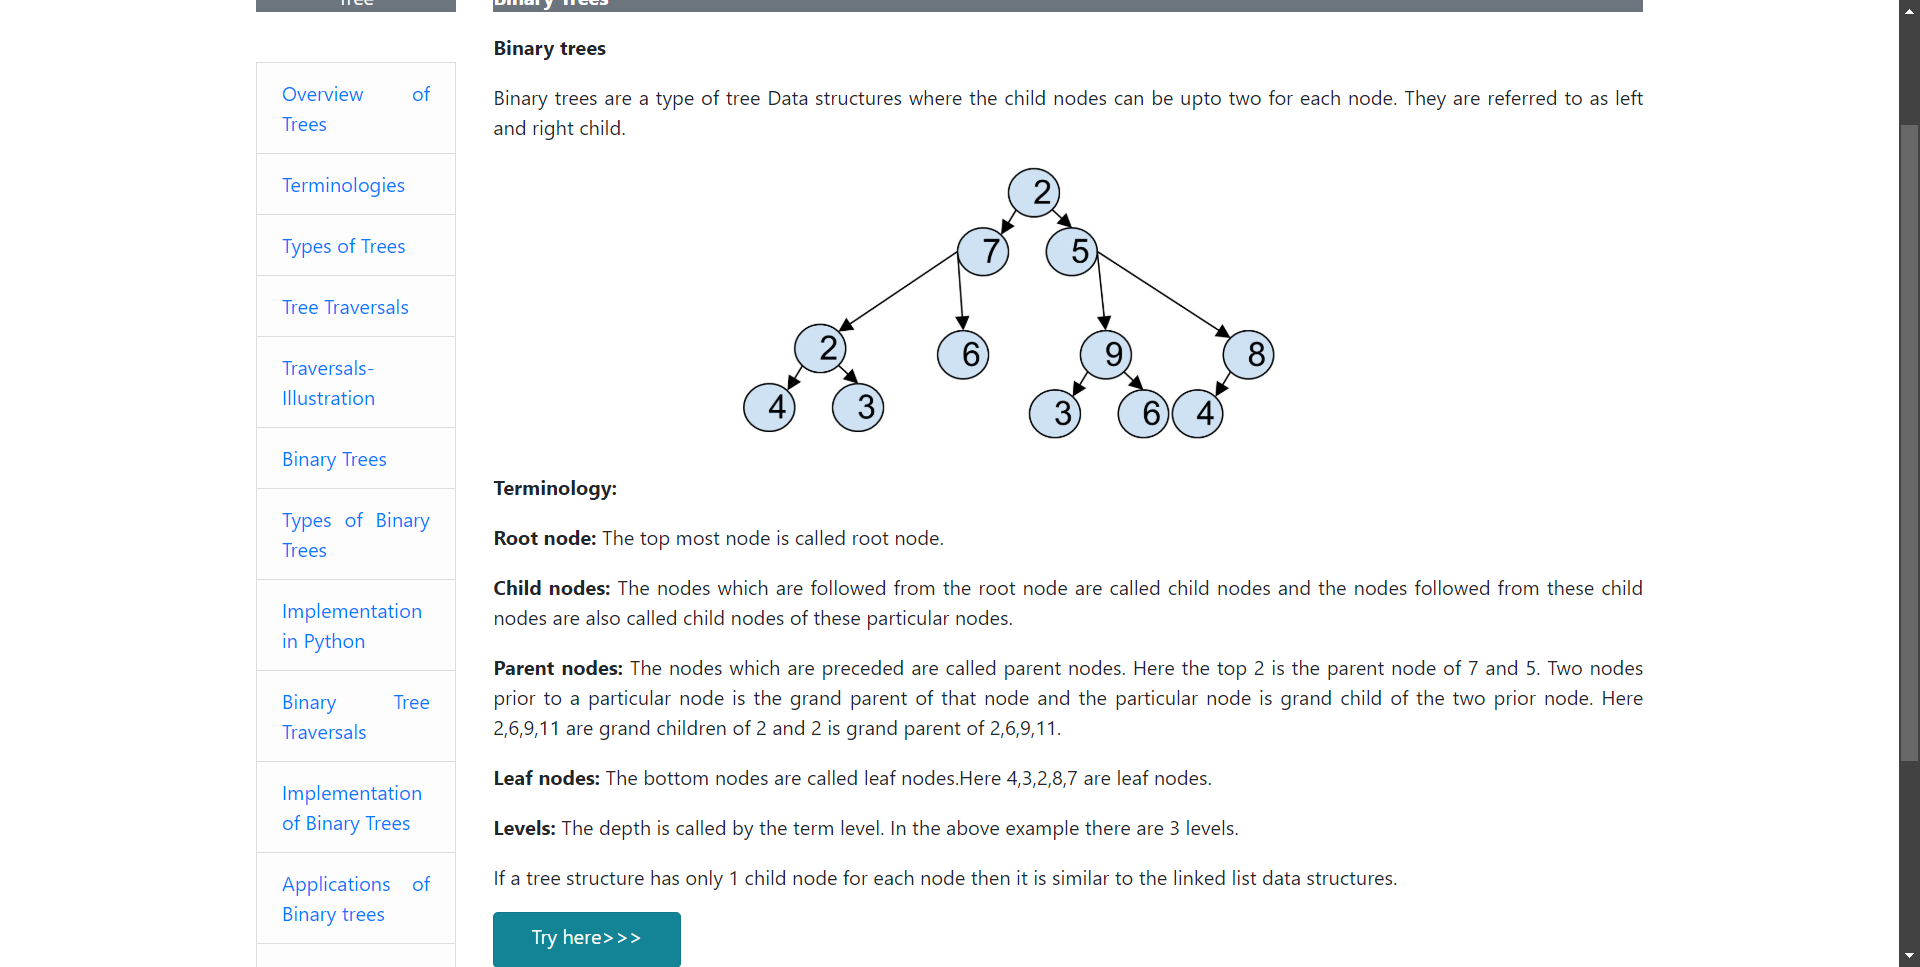 Tree
Binary Trees
Overview of
Trees
Terminologies
Types of Trees
Tree Traversals
Traversals-
Illustration
Binary Trees
Types of Binary
Trees
Implementation
in Python
Binary Tree
Traversals
Implementation
of Binary Trees
Applications of
Binary trees
Binary trees
Binary trees are a type of tree Data structures where the child nodes can be upto two for each node. They are referred to as left
and right child.
2
7 5
2 6 9 8
4 3 3 6 4
Terminology:
Root node: The top most node is called root node.
Child nodes: The nodes which are followed from the root node are called child nodes and the nodes followed from these child
nodes are also called child nodes of these particular nodes.
Parent nodes: The nodes which are preceded are called parent nodes. Here the top 2 is the parent node of 7 and 5. Two nodes
prior to a particular node is the grand parent of that node and the particular node is grand child of the two prior node. Here
2,6,9,11 are grand children of 2 and 2 is grand parent of 2,6,9,11.
Leaf nodes: The bottom nodes are called leaf nodes.Here 4,3,2,8,7 are leaf nodes.
Levels: The depth is called by the term level. In the above example there are 3 levels.
If a tree structure has only 1 child node for each node then it is similar to the linked list data structures.
Try here>>>